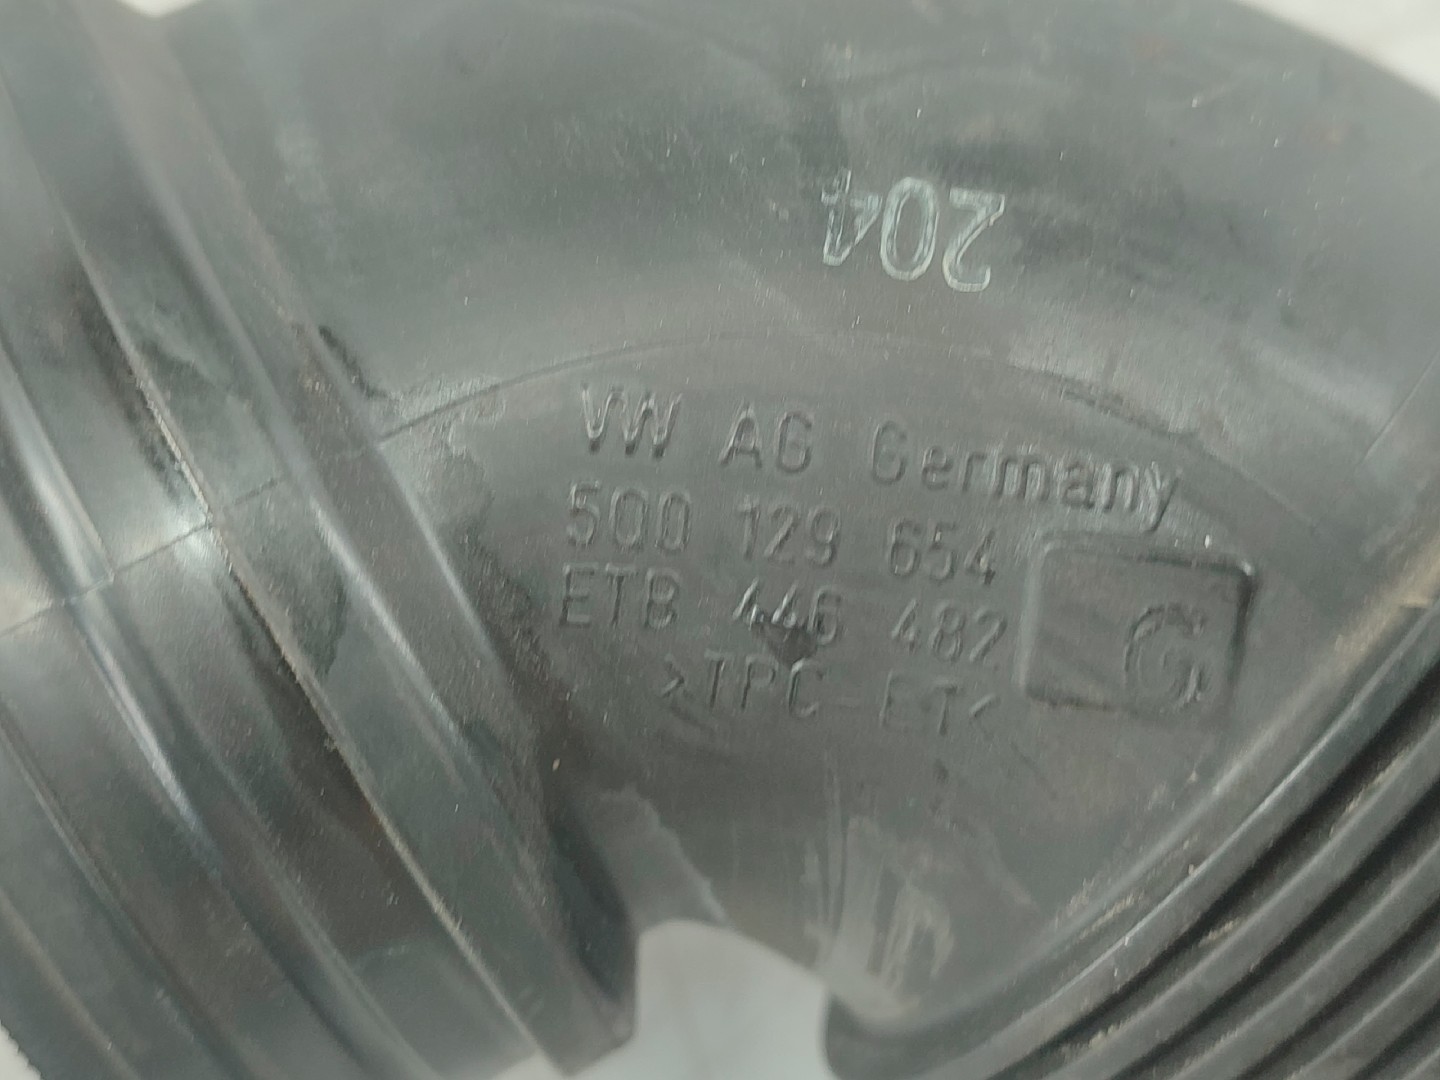 204
VW AG Germany
5Q0 129 654
ETB 446 482
>TPC-ET<